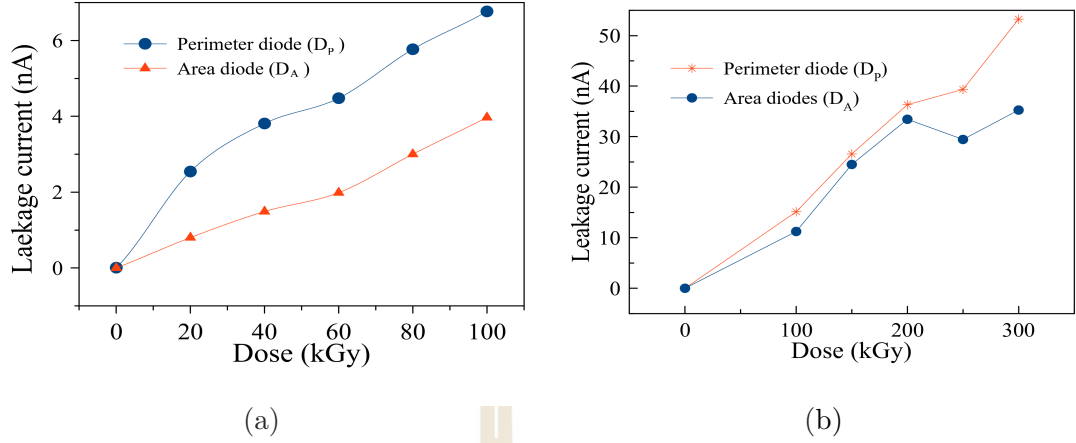 6
4
2
0
Laekage current (nA)
Perimeter diode (Dₚ )
Area diode (D_A )
0 20 40 60 80 100
Dose (kGy)
(a)
50
40
30
20
10
0
Leakage current (nA)
Perimeter diode (Dₚ)
Area diodes (D_A)
0 100 200 300
Dose (kGy)
(b)